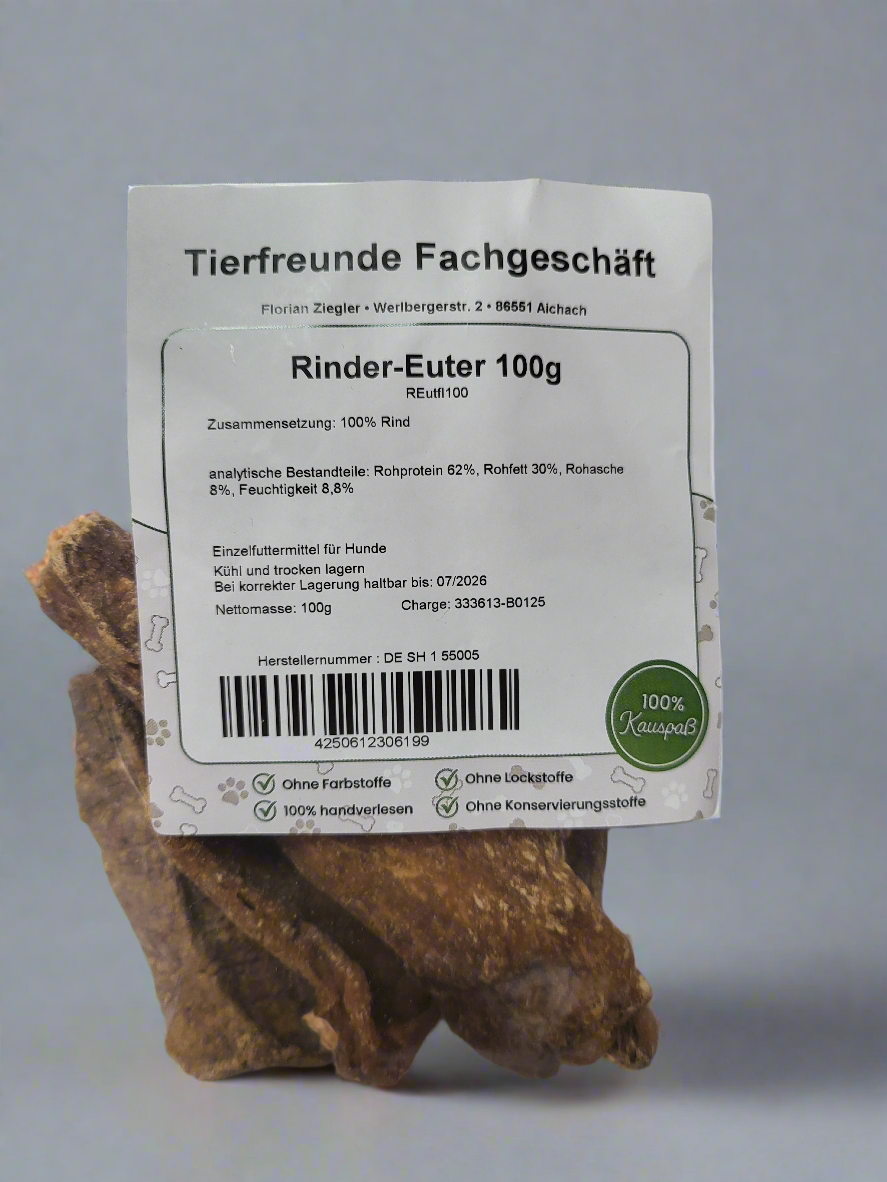 Tierfreunde Fachgeschäft
Florian Ziegler • Werlbergerstr. 2 • 86551 Aichach
Rinder-Euter 100g
REutfl100
Zusammensetzung: 100% Rind
analytische Bestandteile: Rohprotein 62%, Rohfett 30%, Rohasche
8%, Feuchtigkeit 8,8%
Einzelfuttermittel für Hunde
Kühl und trocken lagern
Bei korrekter Lagerung haltbar bis: 07/2026
Nettomasse: 100g Charge: 333613-B0125
Herstellernummer : DE SH 1 55005
4250612306199
100%
Kauspaß
Ohne Farbstoffe Ohne Lockstoffe
100% handverlesen Ohne Konservierungsstoffe